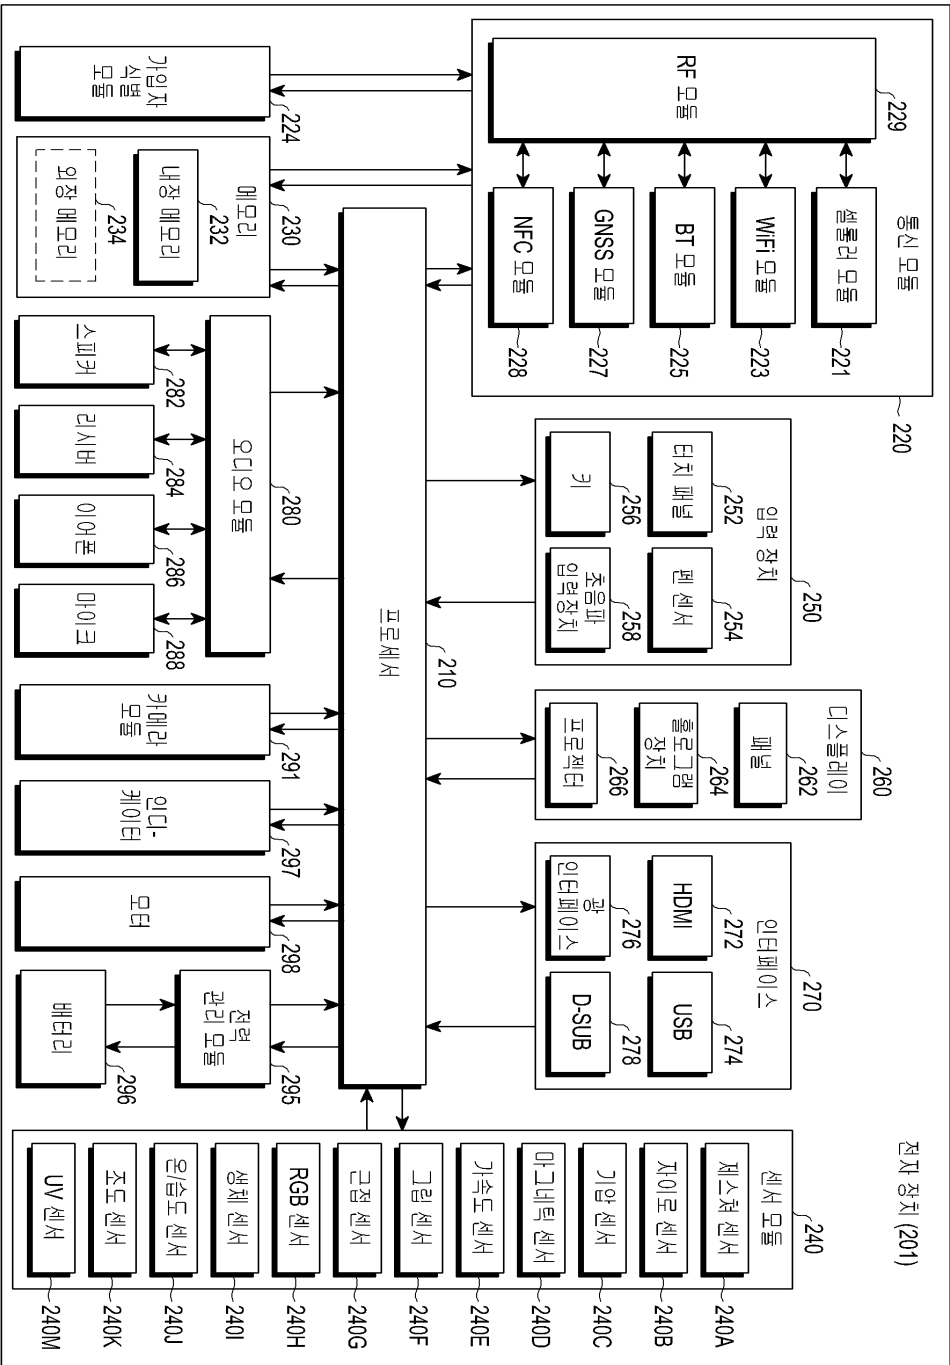 전자 장치 (201)
통신 모듈
220
셀룰러 모듈
221
WiFi 모듈
223
BT 모듈
225
GNSS 모듈
227
NFC 모듈
228
RF 모듈
229
가입자
식별
모듈
224
메모리
230
내장 메모리
232
외장 메모리
234
입력 장치
250
터치 패널
252
펜 센서
254
키
256
초음파
입력장치
258
디스플레이
260
패널
262
홀로그램
장치
264
프로젝터
266
인터페이스
270
HDMI
272
USB
274
광
인터페이스
276
D-SUB
278
프로세서
210
오디오 모듈
280
스피커
282
리시버
284
이어폰
286
마이크
288
카메라
모듈
291
인디-
케이터
297
모터
298
전력
관리 모듈
295
배터리
296
센서 모듈
240
제스처 센서
240A
자이로 센서
240B
기압 센서
240C
마그네틱 센서
240D
가속도 센서
240E
그립 센서
240F
근접 센서
240G
RGB 센서
240H
생체 센서
240I
온/습도 센서
240J
조도 센서
240K
UV 센서
240M